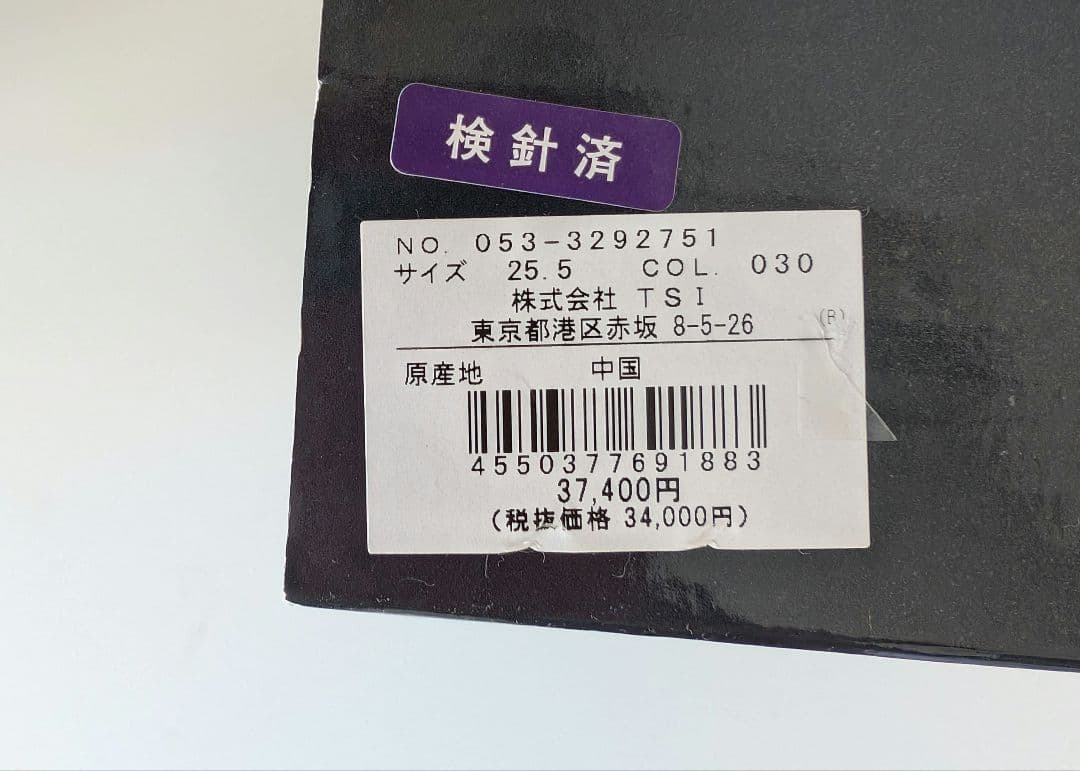 検針済
NO. 053-3292751
サイズ 25.5 COL. 030
株式会社 TSI
東京都港区赤坂 8-5-26
(R)
原産地 中国
4550377691883
37,400円
(税抜価格 34,000円)